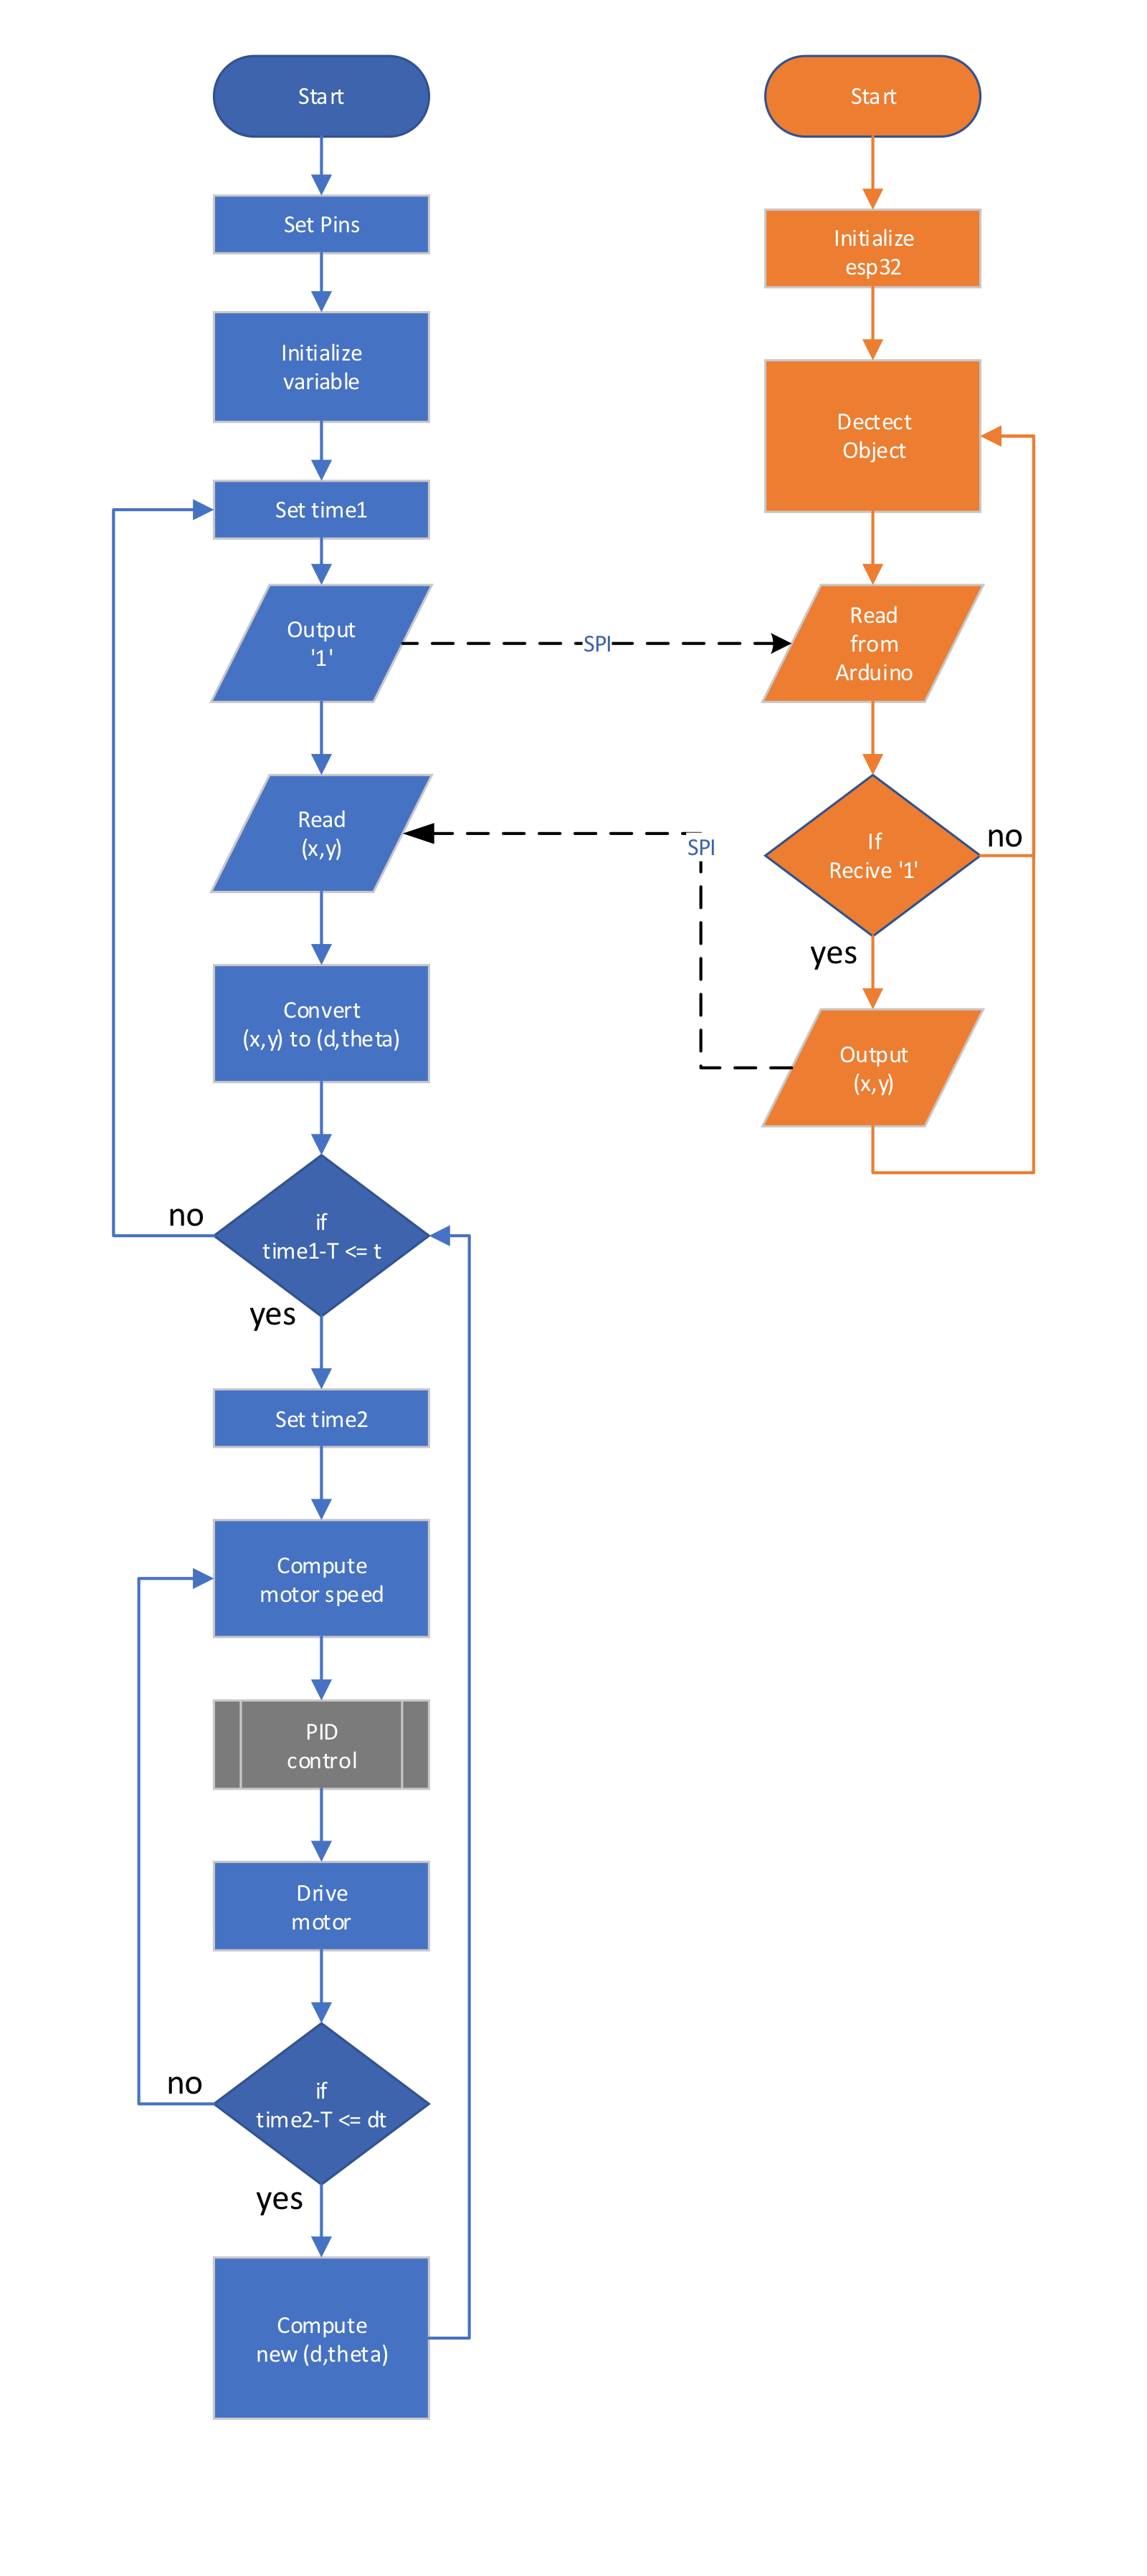 Start
Set Pins
Initialize
variable
Set time1
Output
'1'
SPI
Read
(x,y)
SPI
Convert
(x,y) to (d,theta)
if
time1-T <= t
no
yes
Set time2
Compute
motor speed
PID
control
Drive
motor
if
time2-T <= dt
no
yes
Compute
new (d,theta)
Start
Initialize
esp32
Dectect
Object
Read
from
Arduino
If
Recive '1'
no
yes
Output
(x,y)